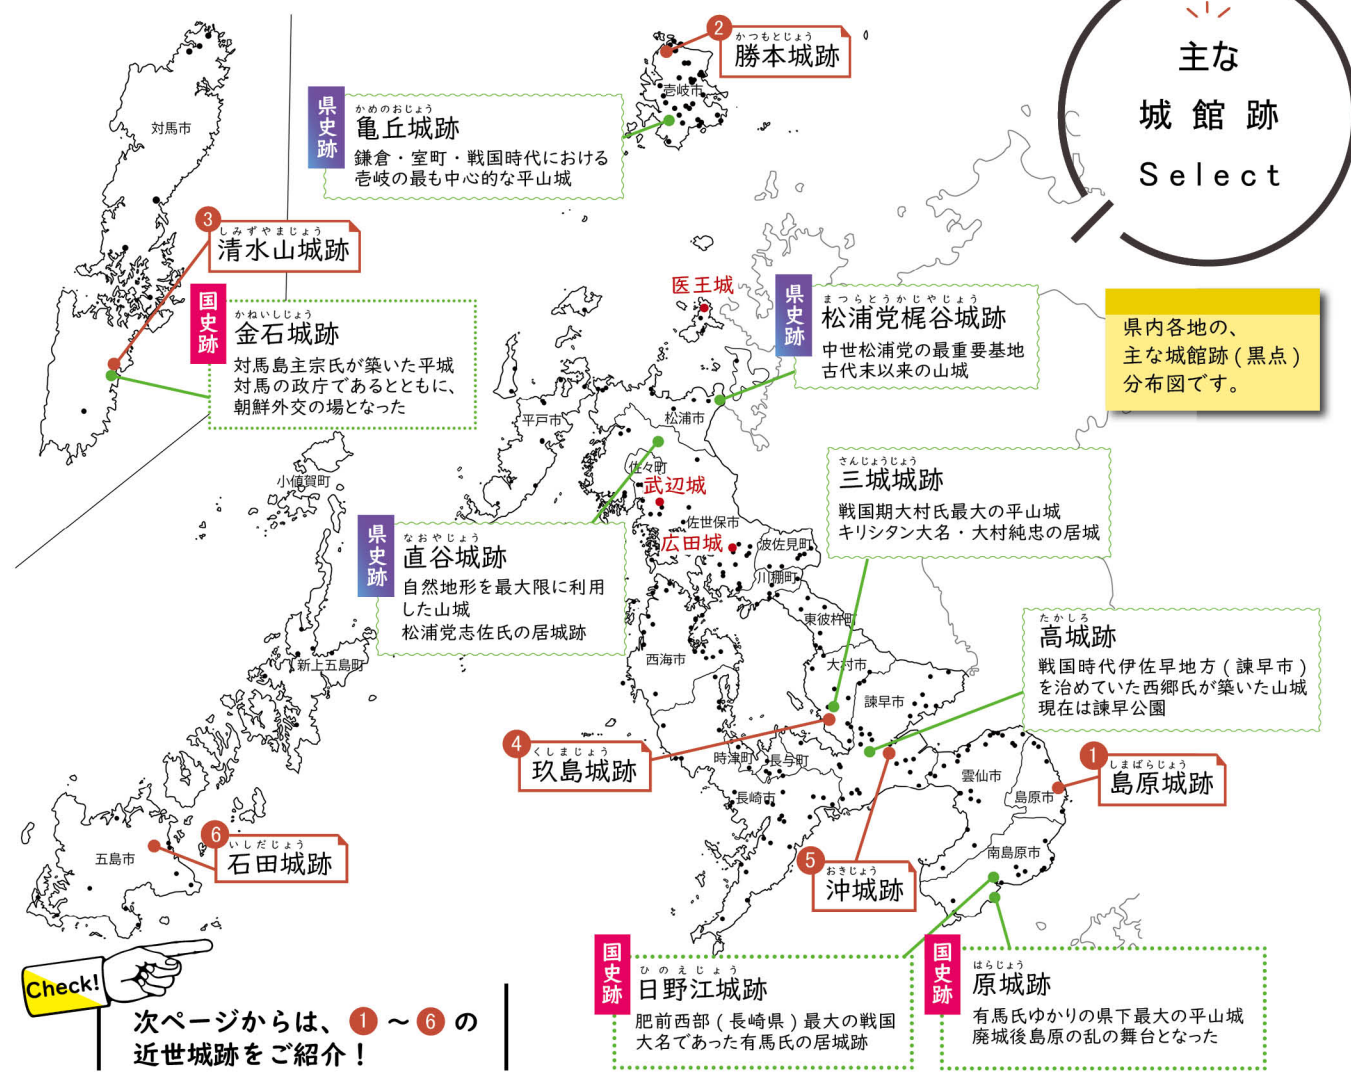 主な
城館跡
Select
県内各地の、
主な城館跡(黒点)
分布図です。
2
かつもとじょう
勝本城跡
壱岐市
対馬市
県史跡
かめのおじょう
亀丘城跡
鎌倉・室町・戦国時代における
壱岐の最も中心的な平山城
3
しみずやまじょう
清水山城跡
国史跡
かねいしじょう
金石城跡
対馬島主宗氏が築いた平城
対馬の政庁であるとともに、
朝鮮外交の場となった
医王城
県史跡
まつらとうかじやじょう
松浦党梶谷城跡
中世松浦党の最重要基地
古代末以来の山城
平戸市
松浦市
小値賀町
佐々町
武辺城
佐世保市
広田城
波佐見町
川棚町
三城城跡
さんじょうじょう
戦国期大村氏最大の平山城
キリシタン大名・大村純忠の居城
県史跡
なおやじょう
直谷城跡
自然地形を最大限に利用
した山城
松浦党志佐氏の居城跡
東彼杵町
新上五島町
西海市
大村市
諫早市
たかしろ
高城跡
戦国時代伊佐早地方(諫早市)
を治めていた西郷氏が築いた山城
現在は諫早公園
4
くしまじょう
玖島城跡
時津町
長与町
長崎市
雲仙市
島原市
南島原市
1
しまばらじょう
島原城跡
5
おきじょう
沖城跡
五島市
6
いしだじょう
石田城跡
国史跡
ひのえじょう
日野江城跡
肥前西部(長崎県)最大の戦国
大名であった有馬氏の居城跡
国史跡
はらじょう
原城跡
有馬氏ゆかりの県下最大の平山城
廃城後島原の乱の舞台となった
Check!
次ページからは、1～6の
近世城跡をご紹介!